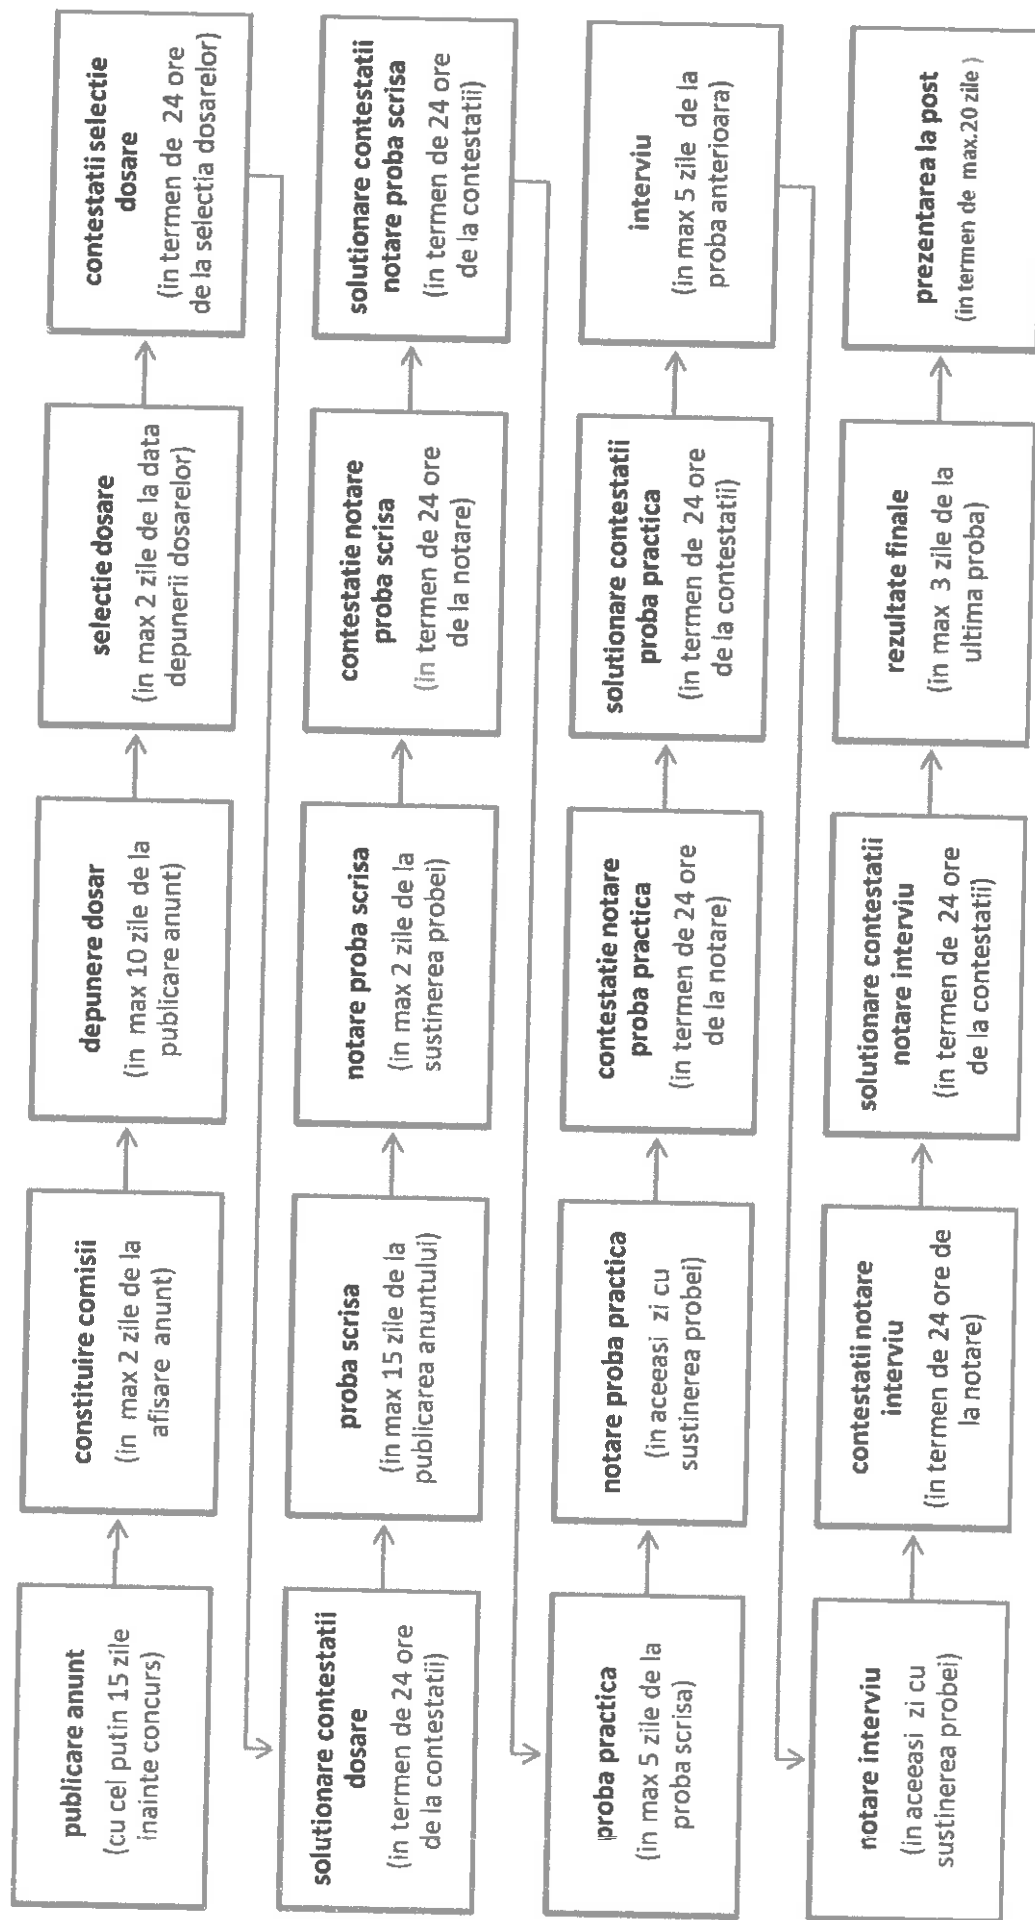 publicare anunt
(cu cel putin 15 zile
inainte concurs)
constituire comisii
(in max 2 zile de la
afisare anunt)
depunere dosar
(in max 10 zile de la
publicare anunt)
selectie dosare
(in max 2 zile de la data
depunerii dosarelor)
contestatii selectie
dosare
(in termen de 24 ore
de la selectia dosarelor)
solutionare contestatii
dosare
(in termen de 24 ore
de la contestatii)
proba scrisa
(in max 15 zile de la
publicarea anuntului)
notare proba scrisa
(in max 2 zile de la
sustinerea probei)
contestatie notare
proba scrisa
(in termen de 24 ore
de la notare)
solutionare contestatii
notare proba scrisa
(in termen de 24 ore
de la contestatii)
proba practica
(in max 5 zile de la
proba scrisa)
notare proba practica
(in aceeasi zi cu
sustinerea probei)
contestatie notare
proba practica
(in termen de 24 ore
de la notare)
solutionare contestatii
proba practica
(in termen de 24 ore
de la contestatii)
interviu
(in max 5 zile de la
proba anterioara)
notare interviu
(in aceeasi zi cu
sustinerea probei)
contestatii notare
interviu
(in termen de 24 ore de
la notare)
solutionare contestatii
notare interviu
(in termen de 24 ore
de la contestatii)
rezultate finale
(in max 3 zile de la
ultima proba)
prezentarea la post
(in termen de max.20 zile )